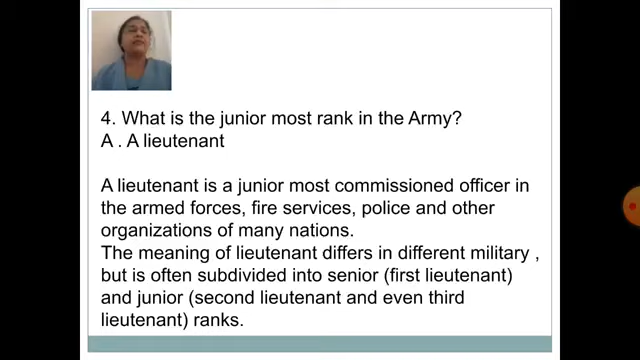 4. What is the junior most rank in the Army?
A . A lieutenant
A lieutenant is a junior most commissioned officer in
the armed forces, fire services, police and other
organizations of many nations.
The meaning of lieutenant differs in different military ,
but is often subdivided into senior (first lieutenant)
and junior (second lieutenant and even third
lieutenant) ranks.